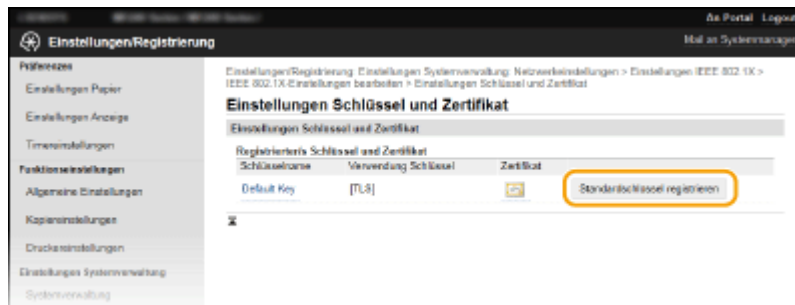 An Portal Logout
Einstellungen/Registrierung
Mail an Systemmanager
Präferenzen
Einstellungen Papier
Einstellungen Anzeige
Timereinstellungen
Funktionseinstellungen
Allgemeine Einstellungen
Kopiereinstellungen
Druckereinstellungen
Einstellungen Systemverwaltung
Systemverwaltung
Einstellungen/Registrierung: Einstellungen Systemverwaltung: Netzwerkeinstellungen > Einstellungen IEEE 802.1X >
IEEE 802.1X-Einstellungen bearbeiten > Einstellungen Schlüssel und Zertifikat
Einstellungen Schlüssel und Zertifikat
Einstellungen Schlüssel und Zertifikat
Registrierter/s Schlüssel und Zertifikat
Schlüsselname Verwendung Schlüssel Zertifikat
Default Key [TLS] Standardschlüssel registrieren